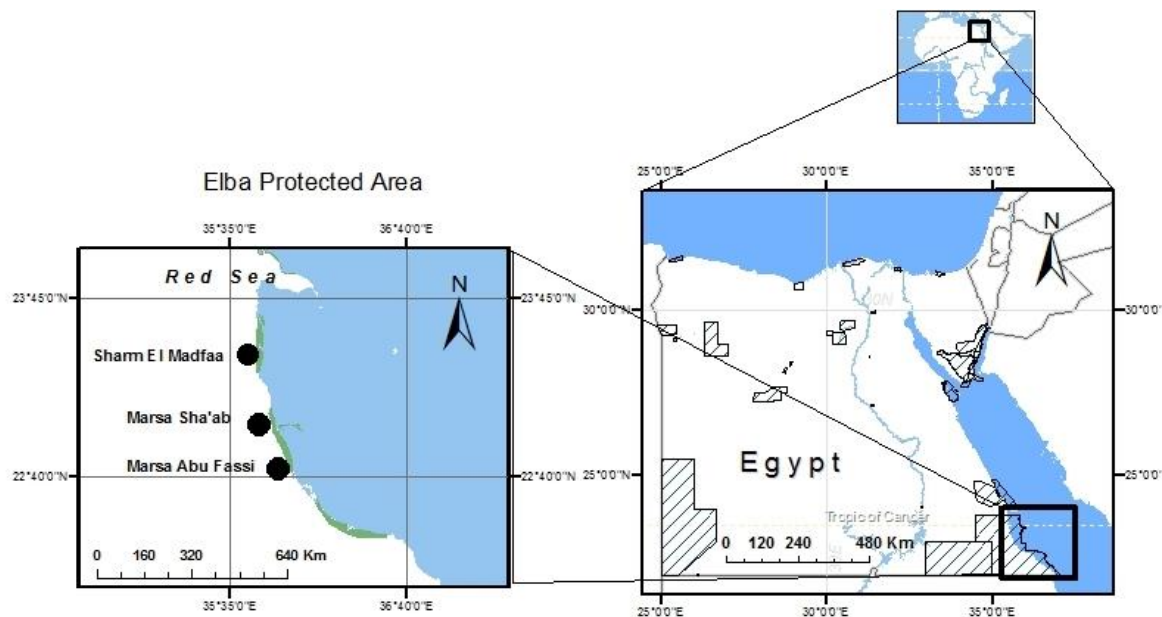 Elba Protected Area
35°35'0"E 36°40'0"E
Red Sea
N
23°45'0"N 23°45'0"N
Sharm El Madfaa
Marsa Sha'ab
Marsa Abu Fassi
22°40'0"N 22°40'0"N
0 160 320 640 Km
35°35'0"E 36°40'0"E
25°0'0"E 30°0'0"E 35°0'0"E
N
30°0'0"N 30°0'0"N
Egypt
25°0'0"N 25°0'0"N
Tropic of Cancer
0 120 240 480 KM
25°0'0"E 30°0'0"E 35°0'0"E